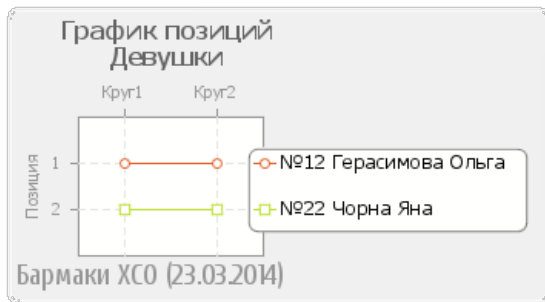 График позиций
Девушки
Круг1 Круг2
Позиция
1
2
№12 Герасимова Ольга
№22 Чорна Яна
Бармаки XCO (23.03.2014)